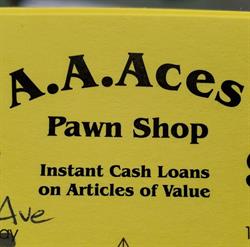 A.A.Aces
Pawn Shop
Instant Cash Loans
on Articles of Value
Ave